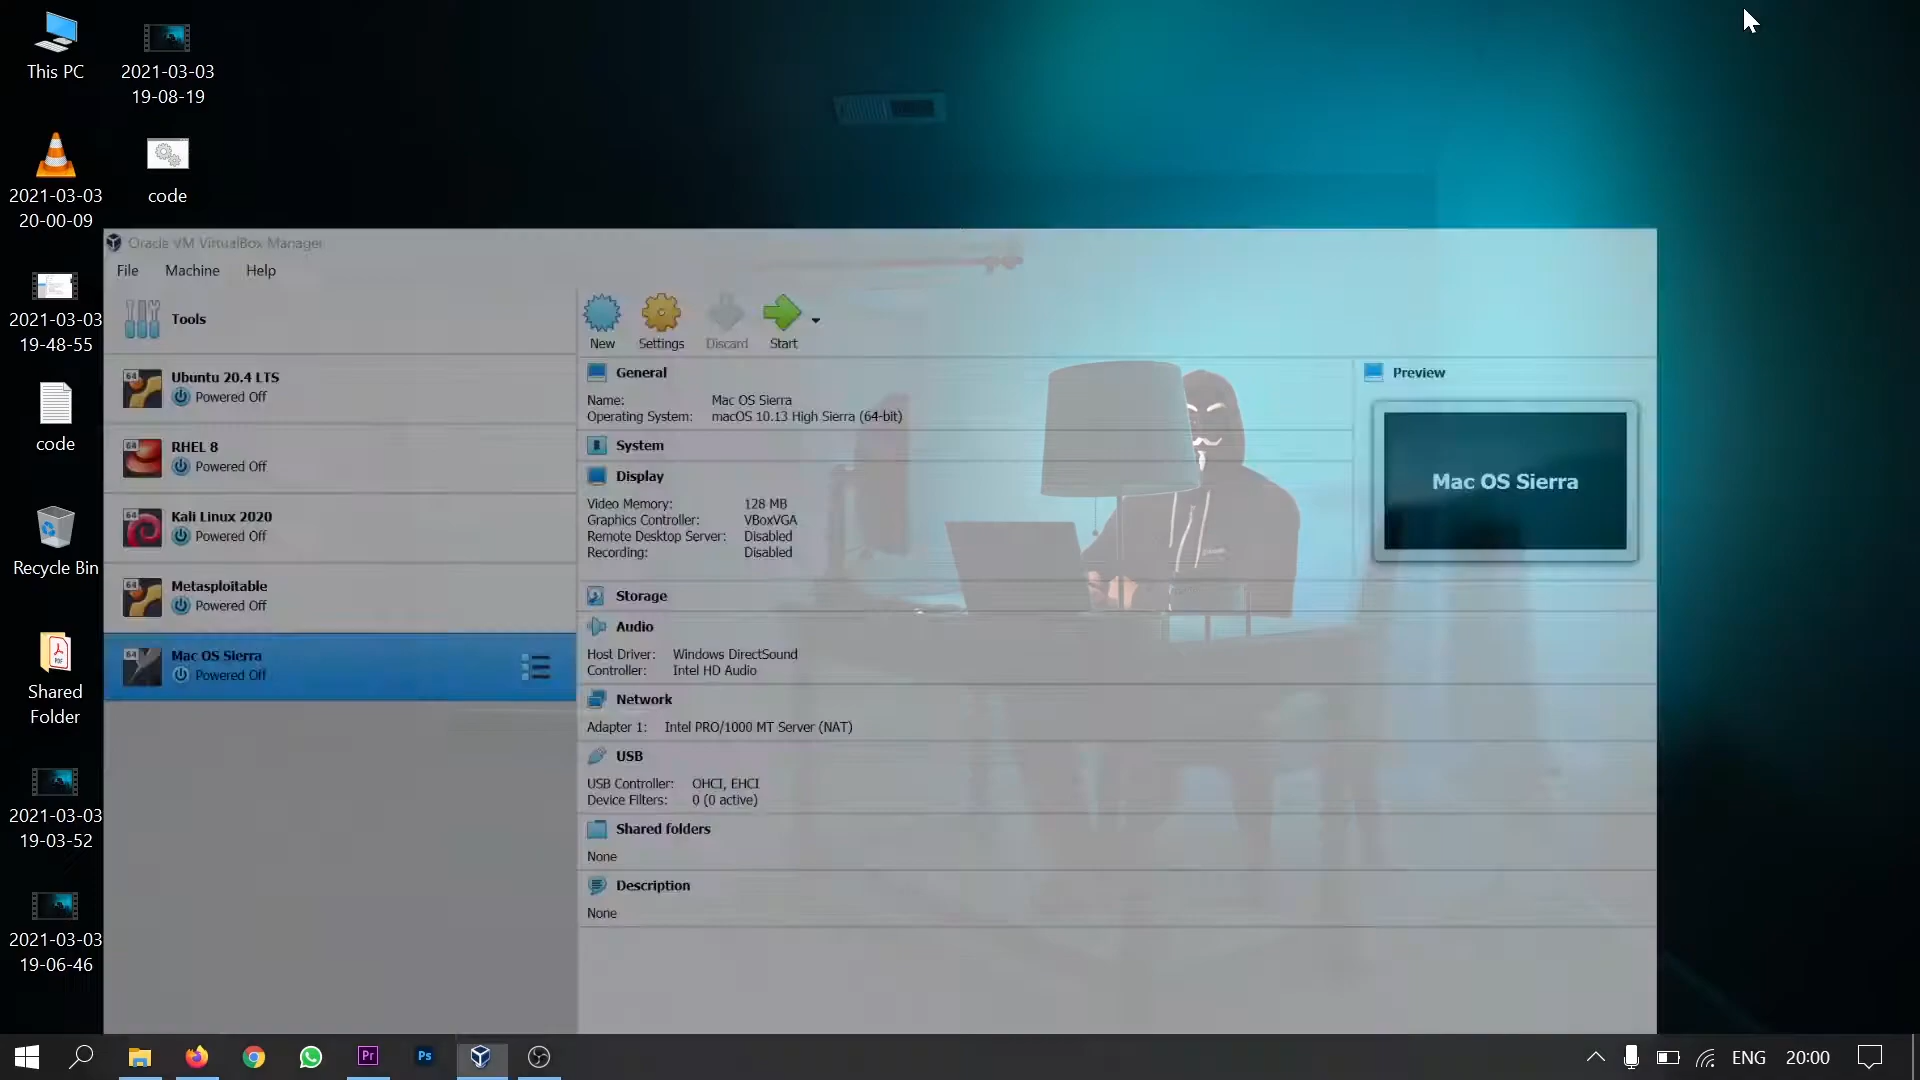 This PC
2021-03-03
19-08-19
2021-03-03
20-00-09
code
2021-03-03
19-48-55
code
Recycle Bin
Shared
Folder
2021-03-03
19-03-52
2021-03-03
19-06-46
Oracle VM VirtualBox Manager
File Machine Help
Tools
64
Ubuntu 20.4 LTS
Powered Off
64
RHEL 8
Powered Off
64
Kali Linux 2020
Powered Off
64
Metasploitable
Powered Off
64
Mac OS Sierra
Powered Off
New Settings Discard Start
General
Name: Mac OS Sierra
Operating System: macOS 10.13 High Sierra (64-bit)
System
Display
Video Memory: 128 MB
Graphics Controller: VBoxVGA
Remote Desktop Server: Disabled
Recording: Disabled
Storage
Audio
Host Driver: Windows DirectSound
Controller: Intel HD Audio
Network
Adapter 1: Intel PRO/1000 MT Server (NAT)
USB
USB Controller: OHCI, EHCI
Device Filters: 0 (0 active)
Shared folders
None
Description
None
Preview
Mac OS Sierra
Pr
Ps
ENG
20:00